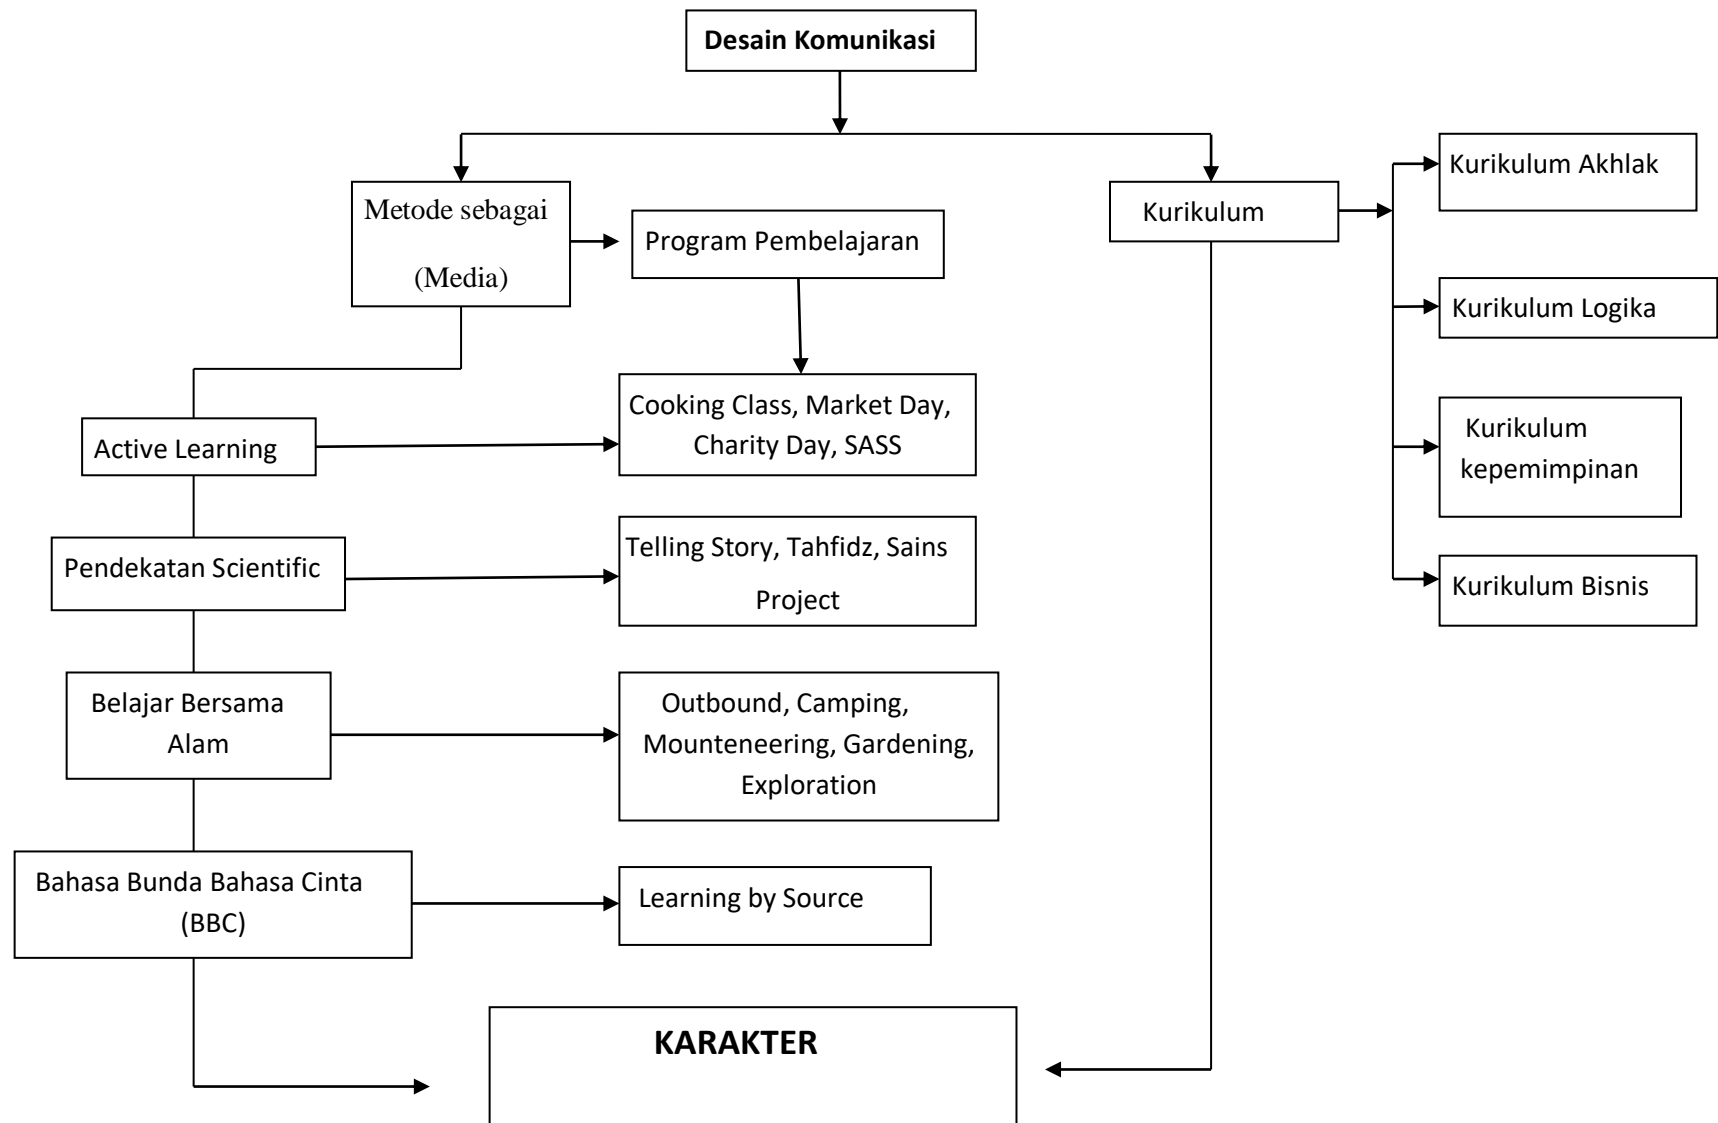 Desain Komunikasi
Metode sebagai
(Media)
Program Pembelajaran
Kurikulum
Kurikulum Akhlak
Kurikulum Logika
Kurikulum
kepemimpinan
Kurikulum Bisnis
Active Learning
Cooking Class, Market Day,
Charity Day, SASS
Pendekatan Scientific
Telling Story, Tahfidz, Sains
Project
Belajar Bersama
Alam
Outbound, Camping,
Mounteneering, Gardening,
Exploration
Bahasa Bunda Bahasa Cinta
(BBC)
Learning by Source
KARAKTER